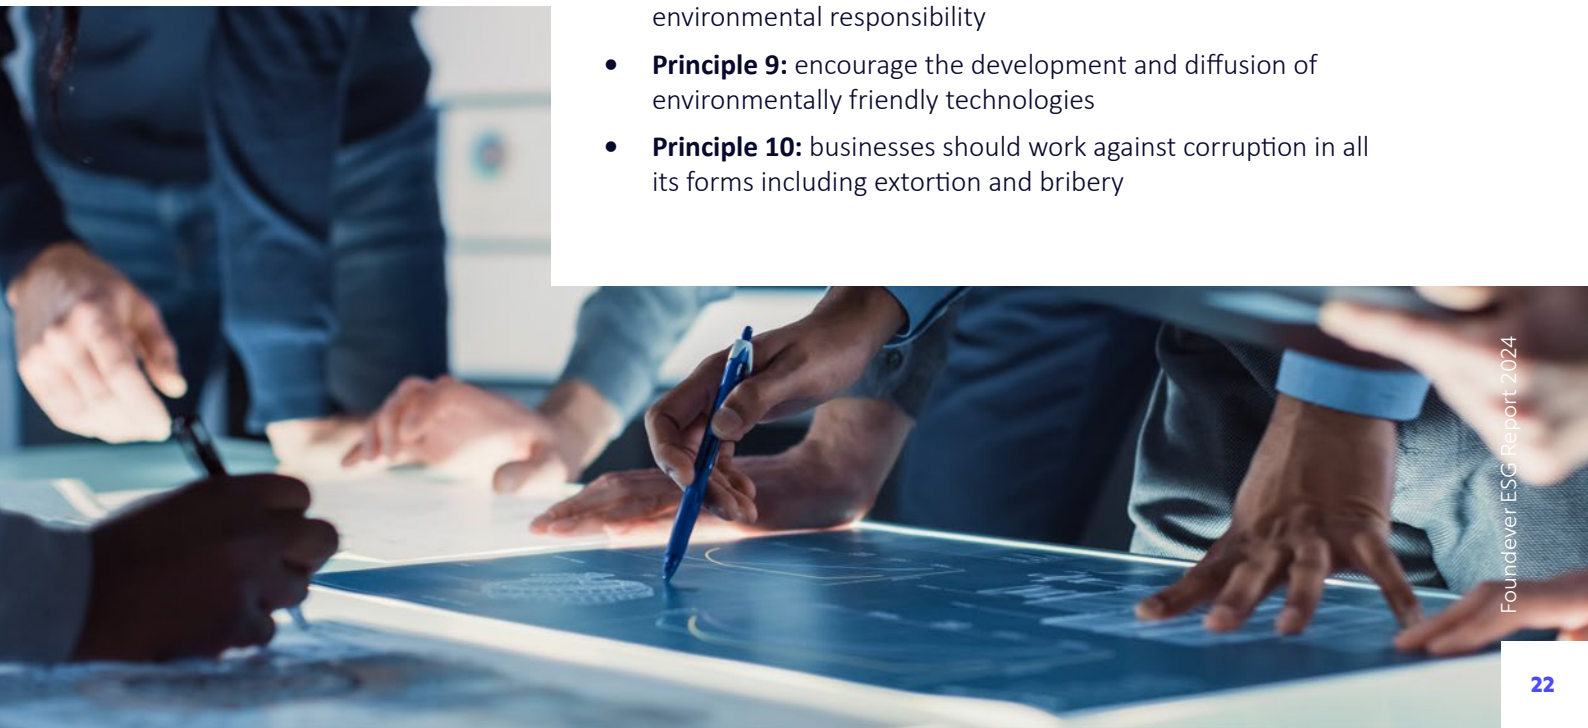 environmental responsibility
• Principle 9: encourage the development and diffusion of
environmentally friendly technologies
• Principle 10: businesses should work against corruption in all
its forms including extortion and bribery
Foundever ESG Report 2024
22